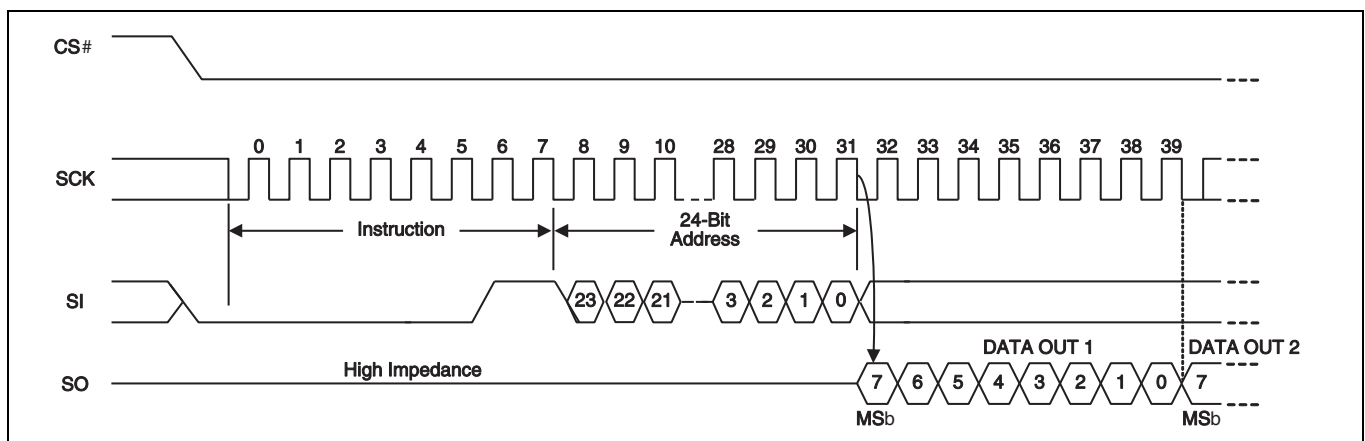 CS#
0 1 2 3 4 5 6 7 8 9 10 28 29 30 31 32 33 34 35 36 37 38 39
SCK
Instruction
24-Bit
Address
SI
23 22 21 3 2 1 0
DATA OUT 1
DATA OUT 2
High Impedance
SO
7 6 5 4 3 2 1 0 7
MSb
MSb